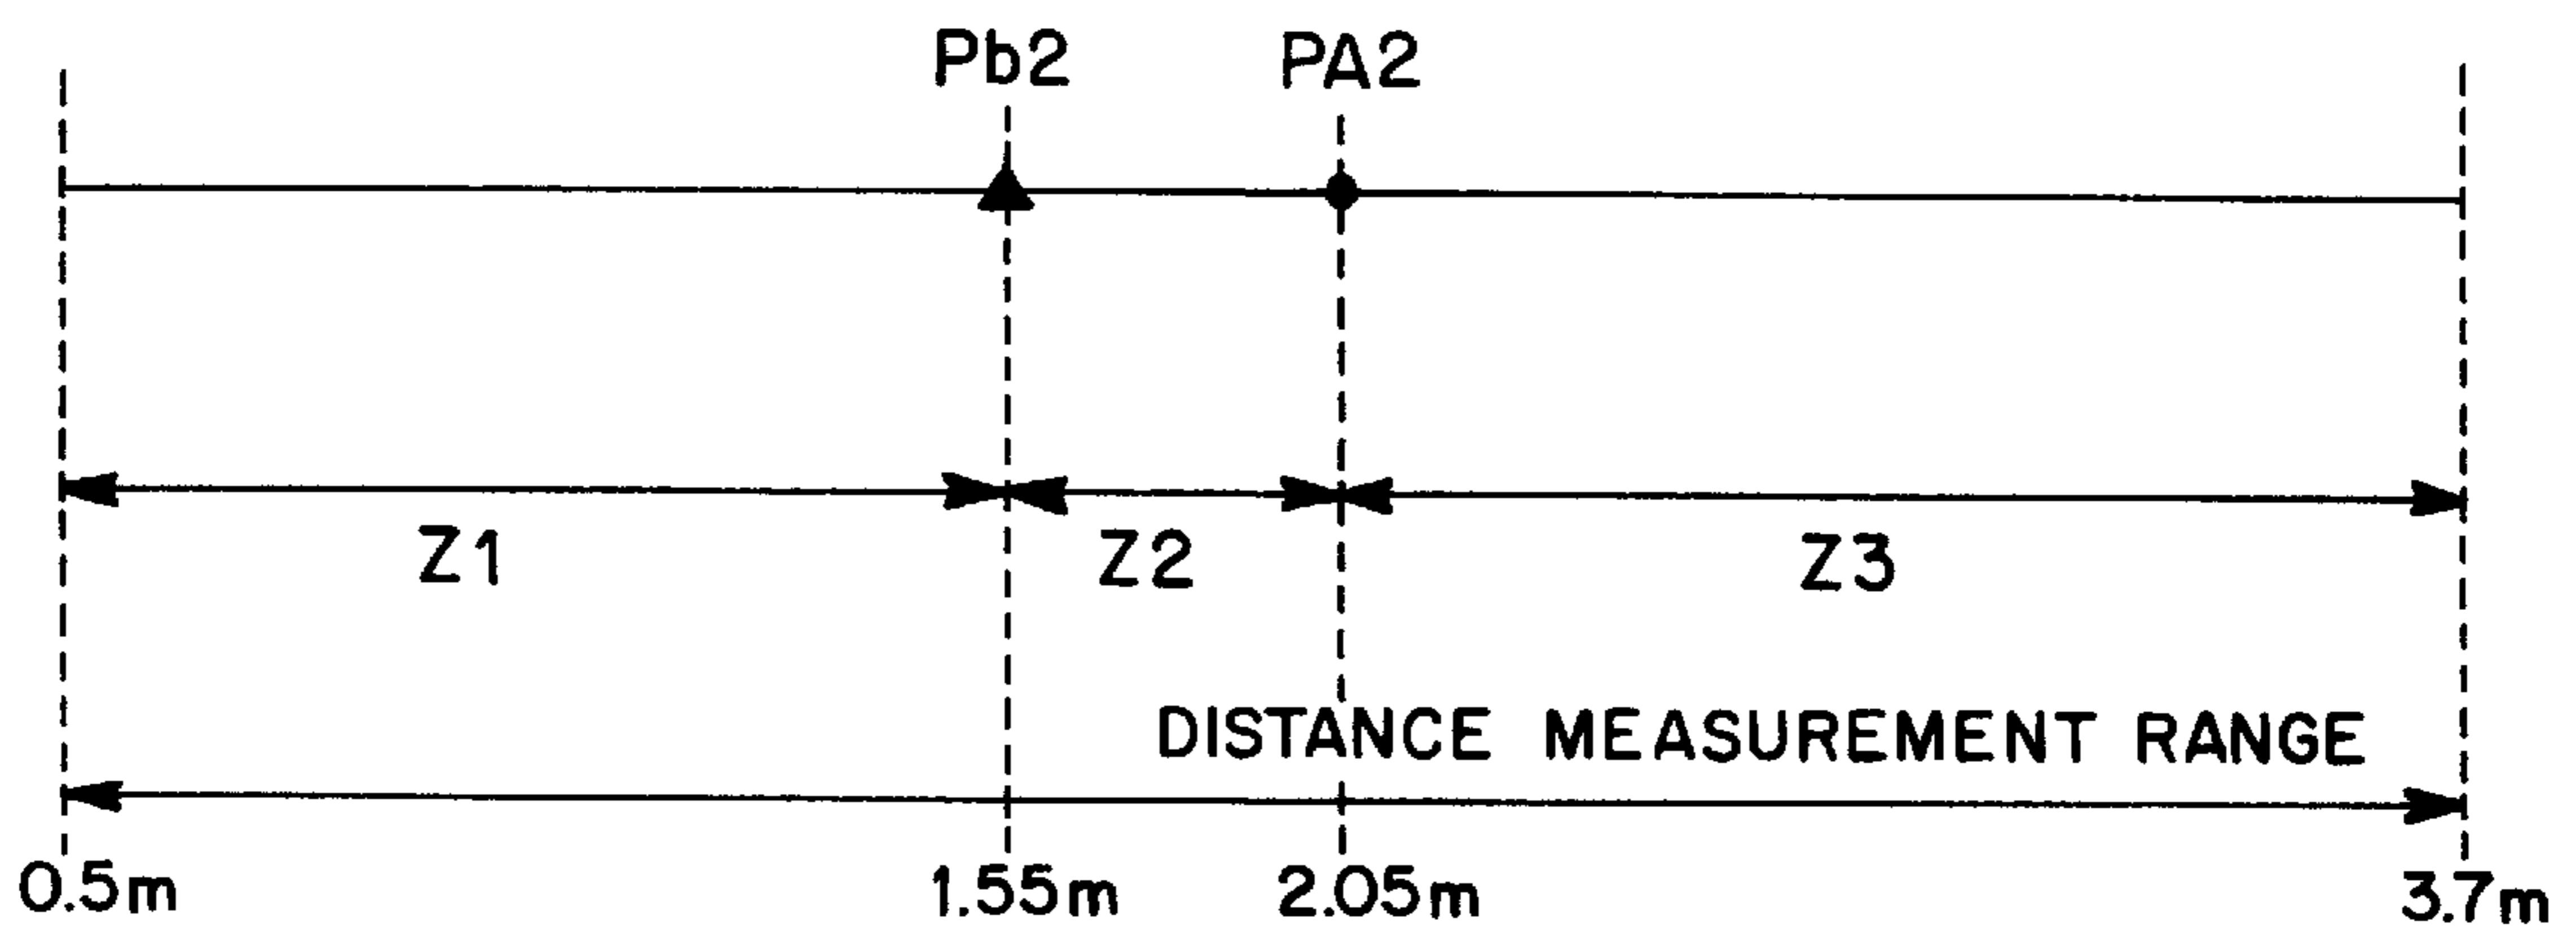 Pb2 PA2
Z1 Z2 Z3
DISTANCE MEASUREMENT RANGE
0.5m 1.55m 2.05m 3.7m